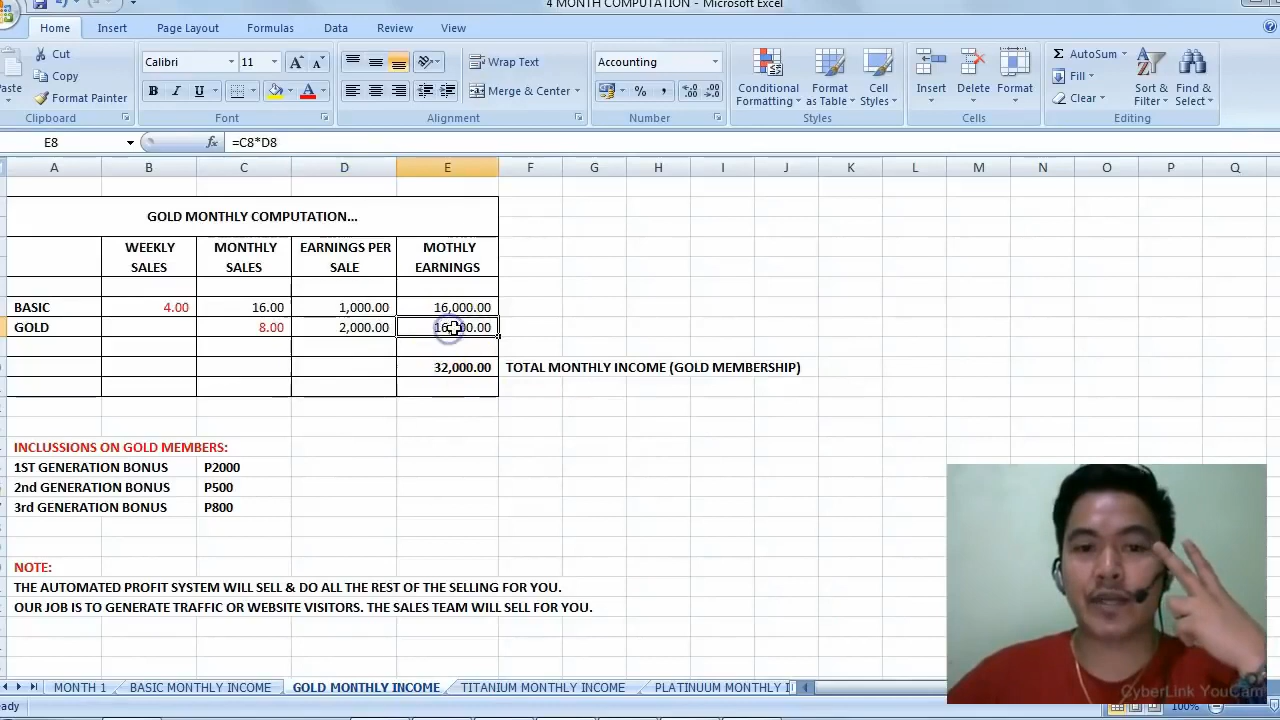 4 MONTH COMPUTATION - Microsoft Excel
Home Insert Page Layout Formulas Data Review View
Cut Calibri 11 Wrap Text Accounting AutoSum
Copy Conditional Format Cell Insert Delete Format Fill Sort & Find &
Format Painter B I U Merge & Center % , Formatting as Table Styles Clear Filter Select
Clipboard Font Alignment Number Styles Cells Editing
E8 fx =C8*D8
A B C D E F G H I J K L M N O P Q
GOLD MONTHLY COMPUTATION...
WEEKLY MONTHLY EARNINGS PER MOTHLY
SALES SALES SALE EARNINGS
BASIC 4.00 16.00 1,000.00 16,000.00
GOLD 8.00 2,000.00
32,000.00 TOTAL MONTHLY INCOME (GOLD MEMBERSHIP)
INCLUSSIONS ON GOLD MEMBERS:
1ST GENERATION BONUS P2000
2nd GENERATION BONUS P500
3rd GENERATION BONUS P800
NOTE:
THE AUTOMATED PROFIT SYSTEM WILL SELL & DO ALL THE REST OF THE SELLING FOR YOU.
OUR JOB IS TO GENERATE TRAFFIC OR WEBSITE VISITORS. THE SALES TEAM WILL SELL FOR YOU.
CyberLink YouCam
MONTH 1 BASIC MONTHLY INCOME GOLD MONTHLY INCOME TITANIUM MONTHLY INCOME PLATINUUM MONTHLY I
100%